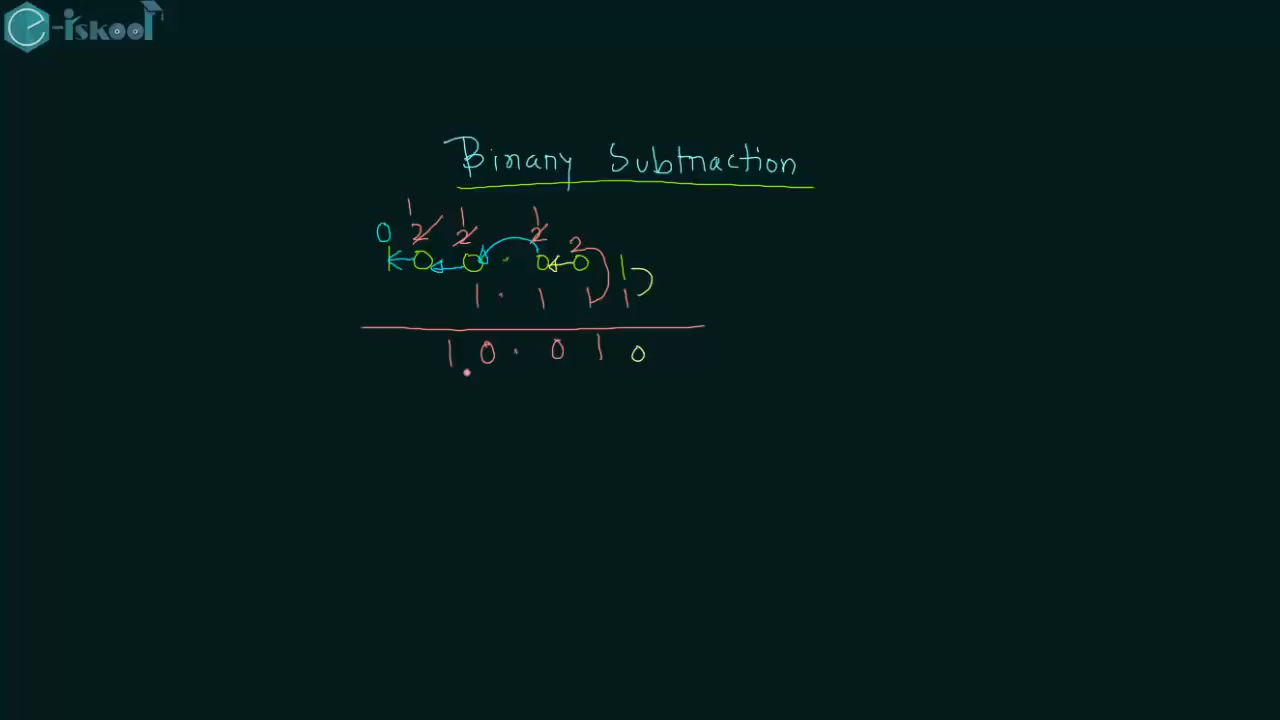 e-iskool
Binary Subtraction
0 1 1 1
2 2 2 2
1 0 0 . 0 0 1
1 . 1 1 1
1 0 . 0 1 0